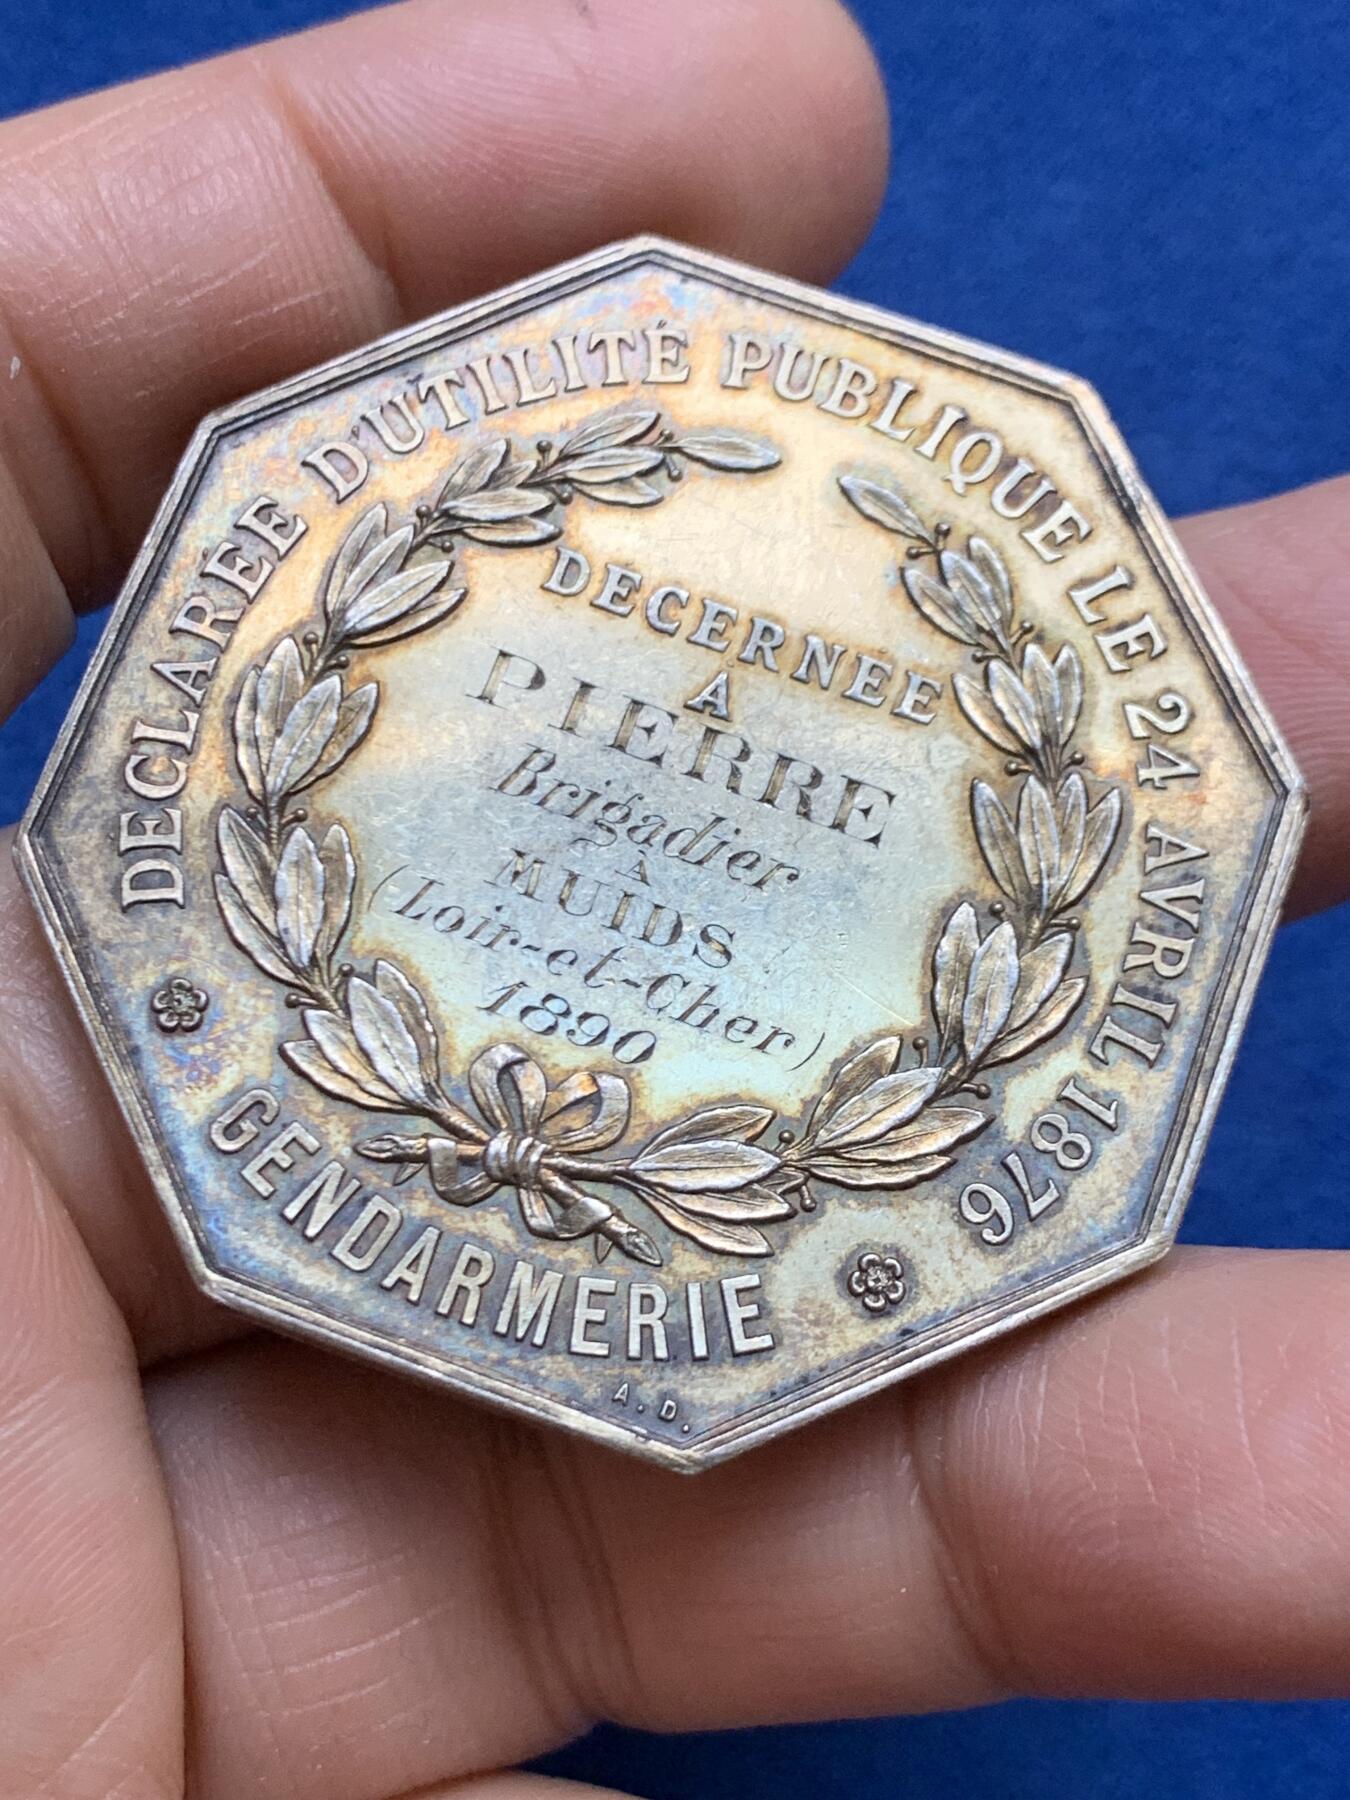 DECLARÉE D'UTILITÉ PUBLIQUE LE 24 AVRIL 1876
DECERNEE
A
PIERRE
Brigadier
À
MUIDS
(Loir-et-Cher)
1890
GENDARMERIE
A.D.